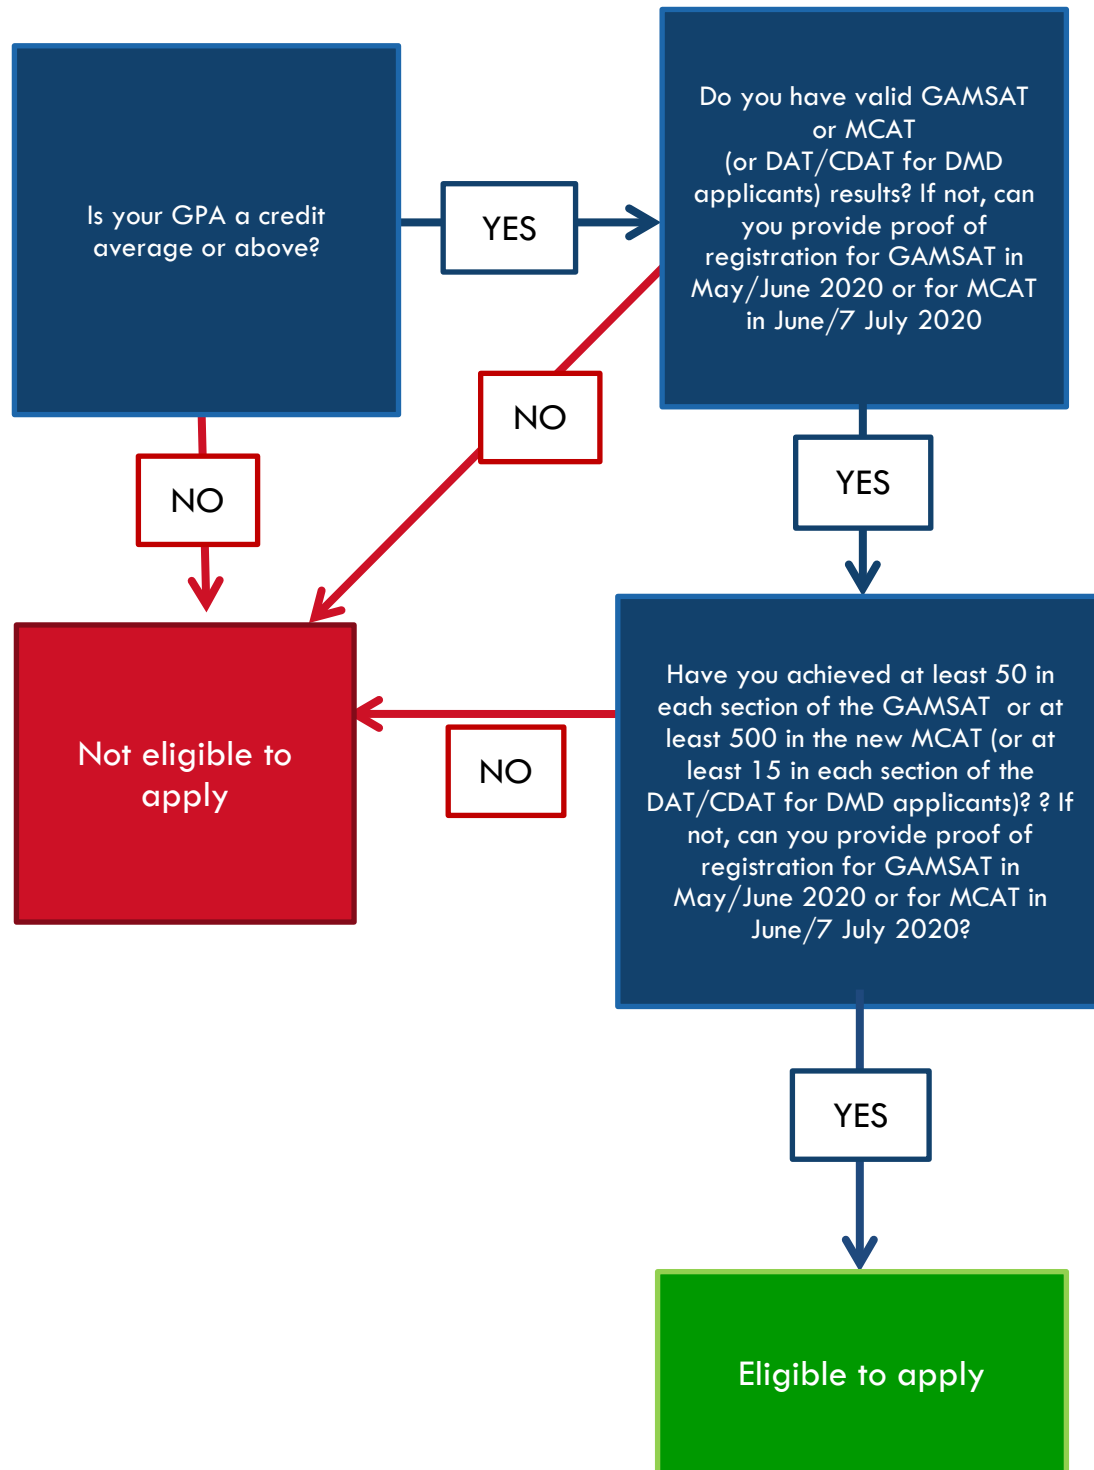 Is your GPA a credit
average or above?
YES
Do you have valid GAMSAT
or MCAT
(or DAT/CDAT for DMD
applicants) results? If not, can
you provide proof of
registration for GAMSAT in
May/June 2020 or for MCAT
in June/7 July 2020
NO
NO
YES
Not eligible to
apply
NO
Have you achieved at least 50 in
each section of the GAMSAT  or at
least 500 in the new MCAT (or at
least 15 in each section of the
DAT/CDAT for DMD applicants)? ? If
not, can you provide proof of
registration for GAMSAT in
May/June 2020 or for MCAT in
June/7 July 2020?
YES
Eligible to apply